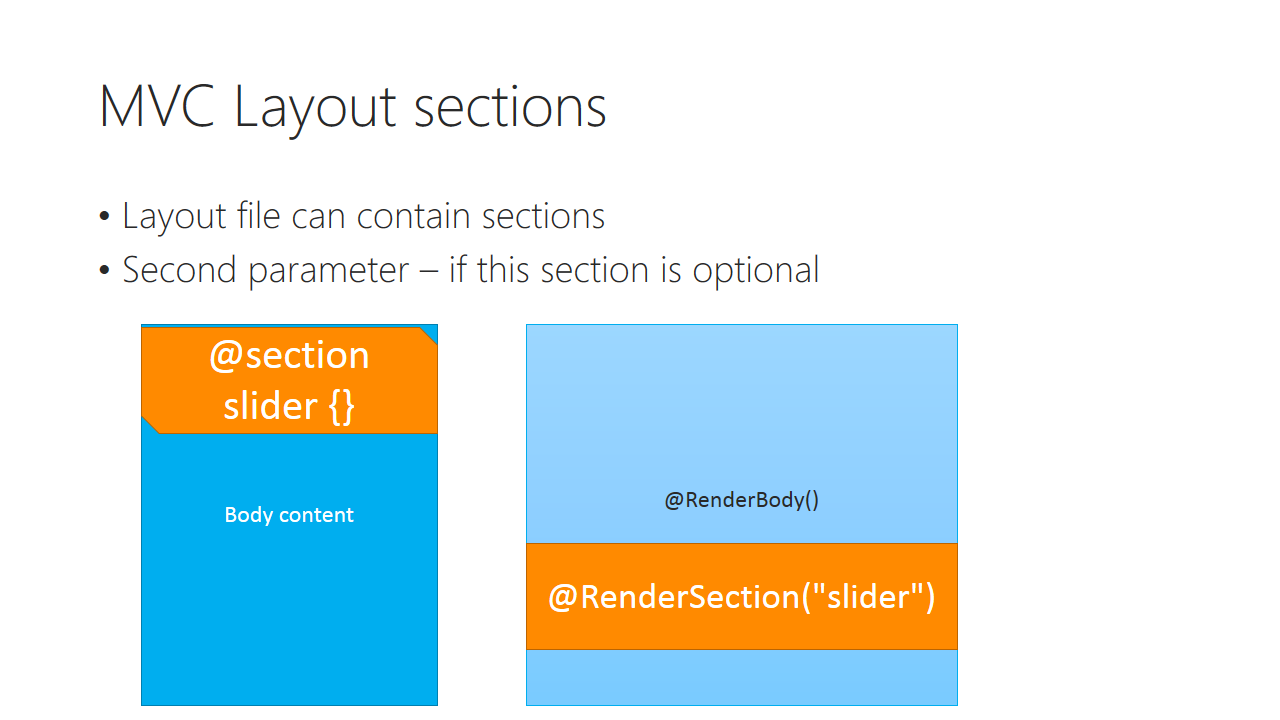 MVC Layout sections
• Layout file can contain sections
• Second parameter – if this section is optional
@section
slider {}
Body content
@RenderBody()
@RenderSection("slider")